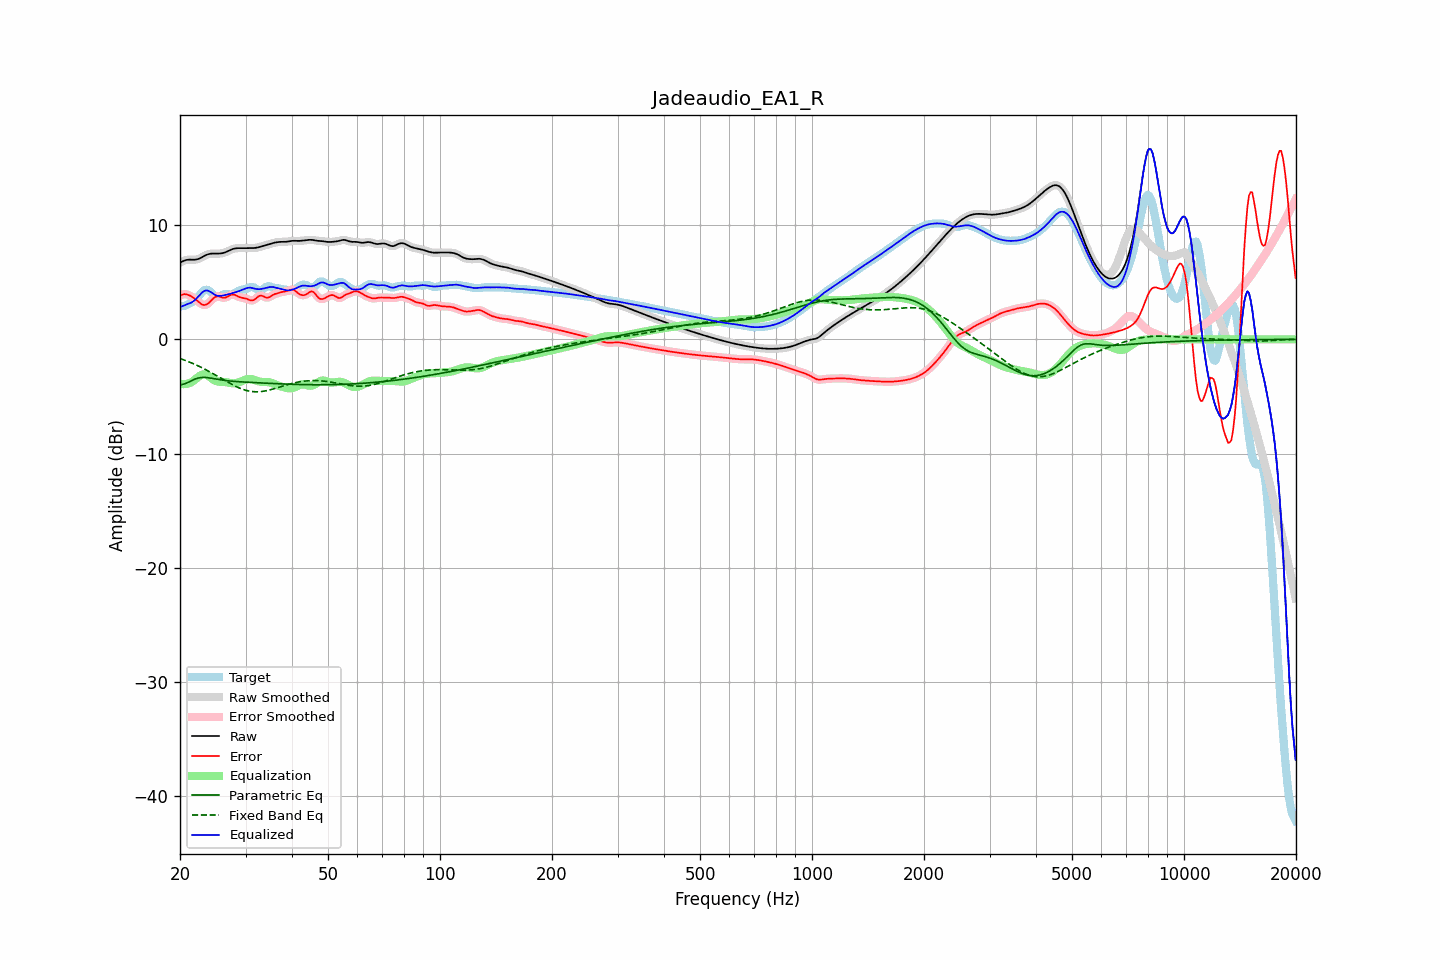 Jadeaudio_EA1_R
Amplitude (dBr)
10
0
−10
−20
−30
−40
Target
Raw Smoothed
Error Smoothed
Raw
Error
Equalization
Parametric Eq
Fixed Band Eq
Equalized
20 50 100 200 500 1000 2000 5000 10000 20000
Frequency (Hz)